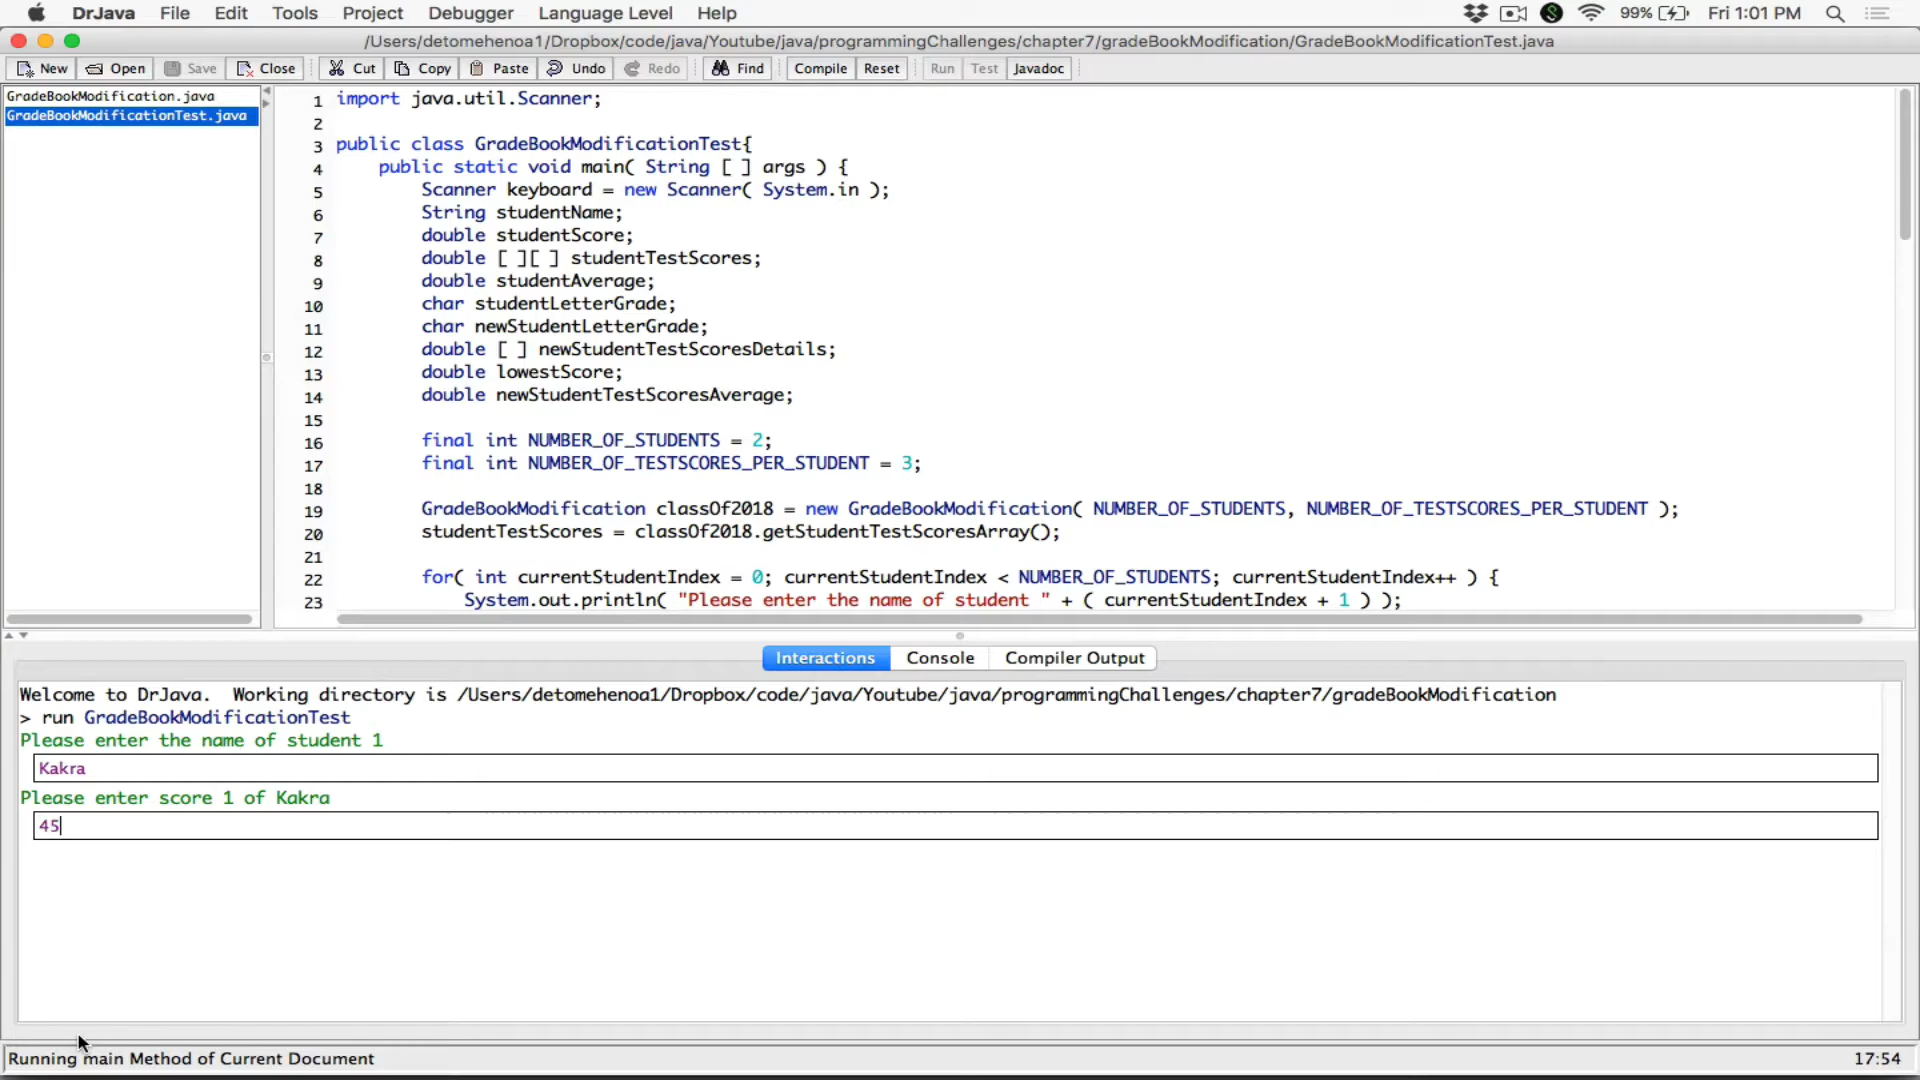 DrJava File Edit Tools Project Debugger Language Level Help 99% Fri 1:01 PM
/Users/detomehenoa1/Dropbox/code/java/Youtube/java/programmingChallenges/chapter7/gradeBookModification/GradeBookModificationTest.java
New Open Save Close Cut Copy Paste Undo Redo Find Compile Reset Run Test Javadoc
GradeBookModification.java
GradeBookModificationTest.java
1 import java.util.Scanner;
2
3 public class GradeBookModificationTest{
4 public static void main( String [ ] args ) {
5 Scanner keyboard = new Scanner( System.in );
6 String studentName;
7 double studentScore;
8 double [ ][ ] studentTestScores;
9 double studentAverage;
10 char studentLetterGrade;
11 char newStudentLetterGrade;
12 double [ ] newStudentTestScoresDetails;
13 double lowestScore;
14 double newStudentTestScoresAverage;
15
16 final int NUMBER_OF_STUDENTS = 2;
17 final int NUMBER_OF_TESTSCORES_PER_STUDENT = 3;
18
19 GradeBookModification classOf2018 = new GradeBookModification( NUMBER_OF_STUDENTS, NUMBER_OF_TESTSCORES_PER_STUDENT );
20 studentTestScores = classOf2018.getStudentTestScoresArray();
21
22 for( int currentStudentIndex = 0; currentStudentIndex < NUMBER_OF_STUDENTS; currentStudentIndex++ ) {
23 System.out.println( "Please enter the name of student " + ( currentStudentIndex + 1 ) );
Interactions Console Compiler Output
Welcome to DrJava.  Working directory is /Users/detomehenoa1/Dropbox/code/java/Youtube/java/programmingChallenges/chapter7/gradeBookModification
> run GradeBookModificationTest
Please enter the name of student 1
Kakra
Please enter score 1 of Kakra
45
Running main Method of Current Document 17:54